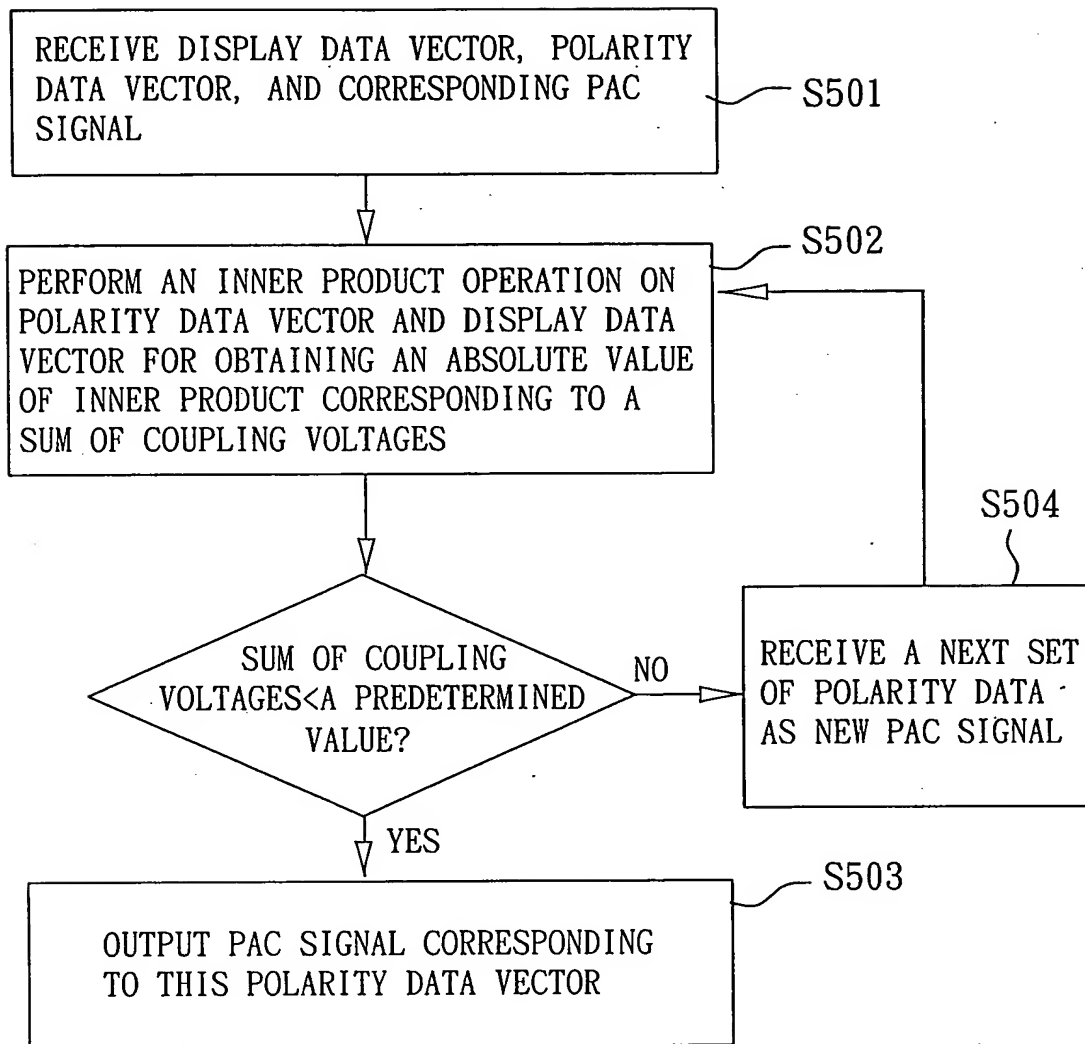 RECEIVE DISPLAY DATA VECTOR, POLARITY
DATA VECTOR, AND CORRESPONDING PAC
SIGNAL
S501
S502
PERFORM AN INNER PRODUCT OPERATION ON
POLARITY DATA VECTOR AND DISPLAY DATA
VECTOR FOR OBTAINING AN ABSOLUTE VALUE
OF INNER PRODUCT CORRESPONDING TO A
SUM OF COUPLING VOLTAGES
S504
SUM OF COUPLING
VOLTAGES<A PREDETERMINED
VALUE?
NO
RECEIVE A NEXT SET
OF POLARITY DATA
AS NEW PAC SIGNAL
YES
S503
OUTPUT PAC SIGNAL CORRESPONDING
TO THIS POLARITY DATA VECTOR